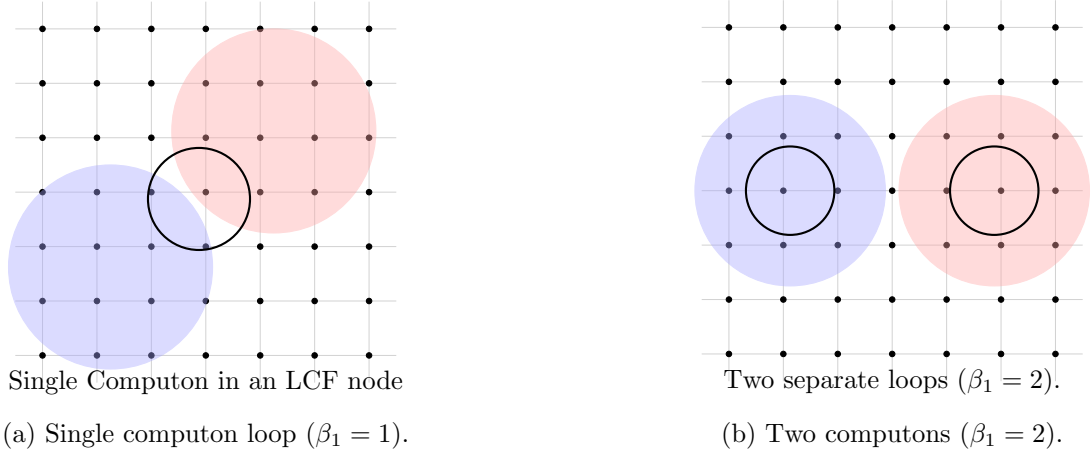 Single Computon in an LCF node
(a) Single computon loop (β₁ = 1).
Two separate loops (β₁ = 2).
(b) Two computons (β₁ = 2).